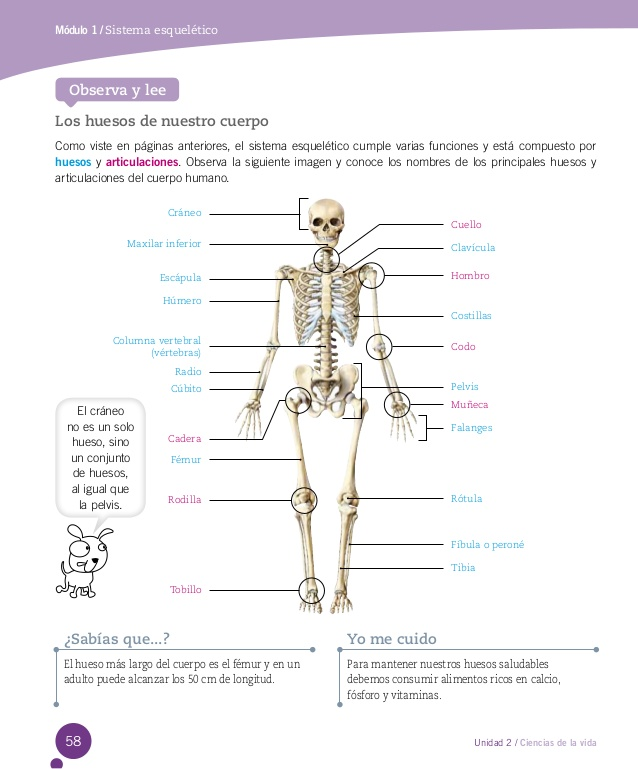 Módulo 1 / Sistema esquelético
Observa y lee
Los huesos de nuestro cuerpo
Como viste en páginas anteriores, el sistema esquelético cumple varias funciones y está compuesto por
huesos y articulaciones. Observa la siguiente imagen y conoce los nombres de los principales huesos y
articulaciones del cuerpo humano.
Cráneo
Maxilar inferior
Escápula
Húmero
Columna vertebral
(vértebras)
Radio
Cúbito
Cadera
Fémur
Rodilla
Tobillo
Cuello
Clavícula
Hombro
Costillas
Codo
Pelvis
Muñeca
Falanges
Rótula
Fíbula o peroné
Tibia
El cráneo
no es un solo
hueso, sino
un conjunto
de huesos,
al igual que
la pelvis.
¿Sabías que...?
El hueso más largo del cuerpo es el fémur y en un
adulto puede alcanzar los 50 cm de longitud.
Yo me cuido
Para mantener nuestros huesos saludables
debemos consumir alimentos ricos en calcio,
fósforo y vitaminas.
58
Unidad 2 / Ciencias de la vida